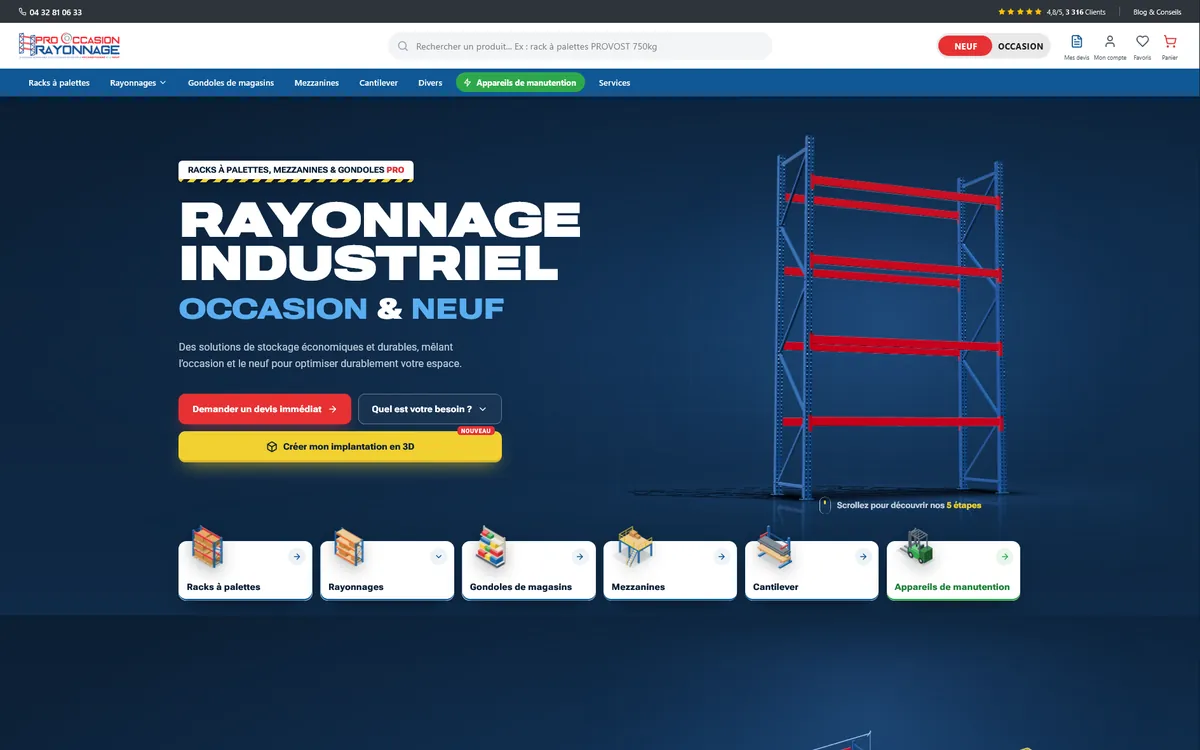 04 32 81 06 33
4,8/5, 3 316 Clients
Blog & Conseils
PRO OCCASION
RAYONNAGE
Rechercher un produit... Ex : rack à palettes PROVOST 750kg
NEUF
OCCASION
Mes devis
Mon compte
Favoris
Panier
Racks à palettes
Rayonnages
Gondoles de magasins
Mezzanines
Cantilever
Divers
Appareils de manutention
Services
RACKS À PALETTES, MEZZANINES & GONDOLES PRO
RAYONNAGE
INDUSTRIEL
OCCASION & NEUF
Des solutions de stockage économiques et durables, mêlant
l'occasion et le neuf pour optimiser durablement votre espace.
Demander un devis immédiat
Quel est votre besoin ?
NOUVEAU
Créer mon implantation en 3D
Scrollez pour découvrir nos 5 étapes
Racks à palettes
Rayonnages
Gondoles de magasins
Mezzanines
Cantilever
Appareils de manutention